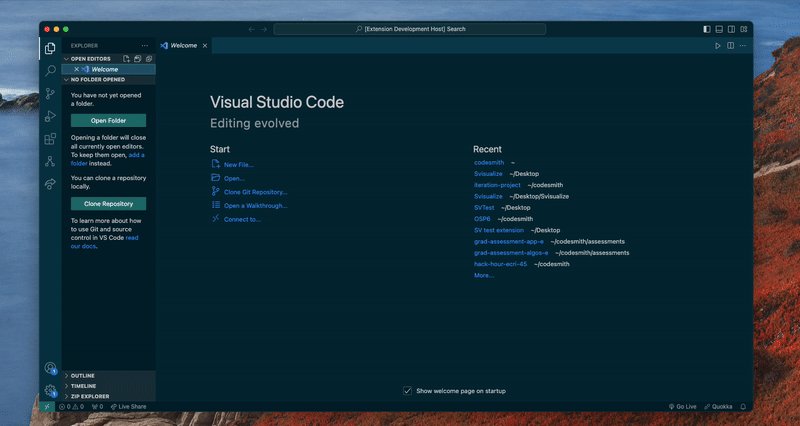 [Extension Development Host] Search
EXPLORER
Welcome
OPEN EDITORS
Welcome
NO FOLDER OPENED
You have not yet opened
a folder.
Open Folder
Opening a folder will close
all currently open editors.
To keep them open, add a
folder instead.
You can clone a repository
locally.
Clone Repository
To learn more about how
to use Git and source
control in VS Code read
our docs.
OUTLINE
TIMELINE
ZIP EXPLORER
Visual Studio Code
Editing evolved
Start
New File...
Open...
Clone Git Repository...
Open a Walkthrough...
Connect to...
Recent
codesmith ~
Svisualize ~/Desktop
iteration-project ~/codesmith
Svisualize ~/Desktop/Svisualize
SVTest ~/Desktop
OSP6 ~/codesmith
SV test extension ~/Desktop
grad-assessment-app-e ~/codesmith/assessments
grad-assessment-algos-e ~/codesmith/assessments
hack-hour-ecri-45 ~/codesmith
More...
Show welcome page on startup
1
1
0 0 0 Live Share
Go Live Quokka